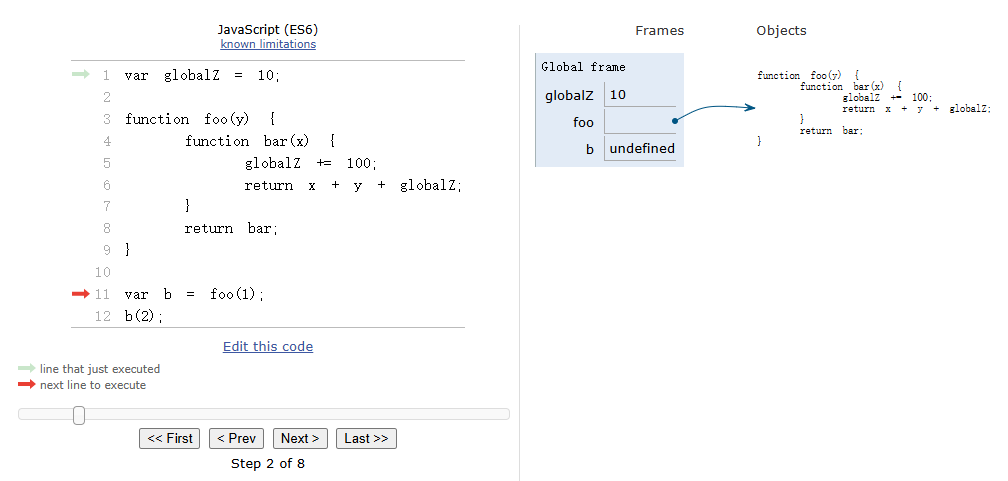 JavaScript (ES6)
known limitations
1 var globalZ = 10;
2
3 function foo(y) {
4 function bar(x) {
5 globalZ += 100;
6 return x + y + globalZ;
7 }
8 return bar;
9 }
10
11 var b = foo(1);
12 b(2);
Edit this code
line that just executed
next line to execute
<< First < Prev Next > Last >>
Step 2 of 8
Frames Objects
Global frame
globalZ 10
foo
b undefined
function foo(y) {
function bar(x) {
globalZ += 100;
return x + y + globalZ;
}
return bar;
}